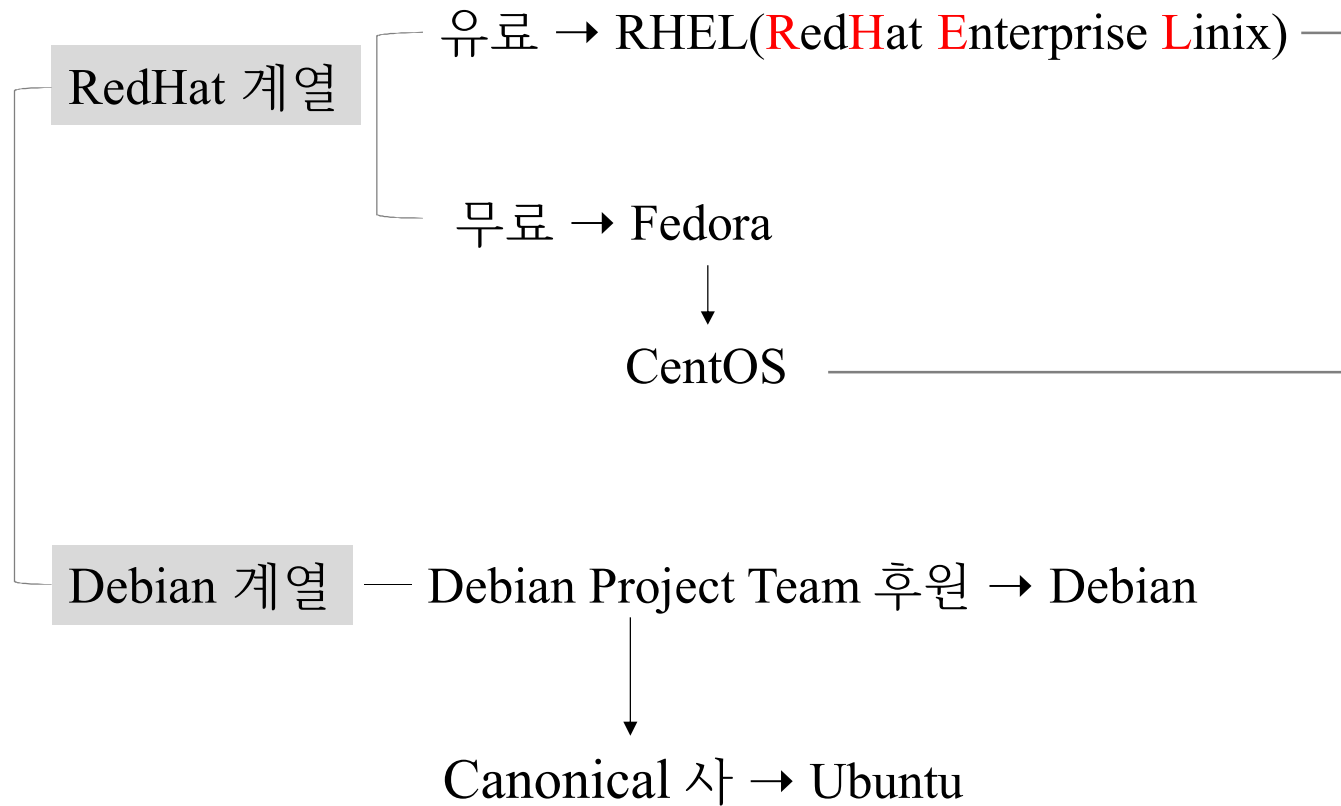 유료 → RHEL(RedHat Enterprise Linix)
RedHat 계열
무료 → Fedora
CentOS
Debian 계열
Debian Project Team 후원 → Debian
Canonical 사 → Ubuntu